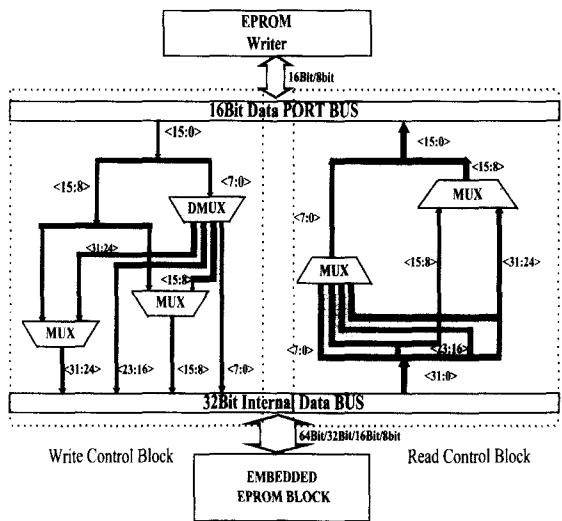 EPROM
Writer
16Bit/8bit
16Bit Data PORT BUS
<15:0>
<15:0>
<15:8>
<15:8>
<7:0>
<7:0>
DMUX
MUX
<31:24>
<15:8>
<15:8>
<31:24>
MUX
MUX
MUX
<7:0>
<23:16>
<31:24>
<23:16>
<15:8>
<7:0>
<31:0>
32Bit Internal Data BUS
64Bit/32Bit/16Bit/8bit
Write Control Block
Read Control Block
EMBEDDED
EPROM BLOCK